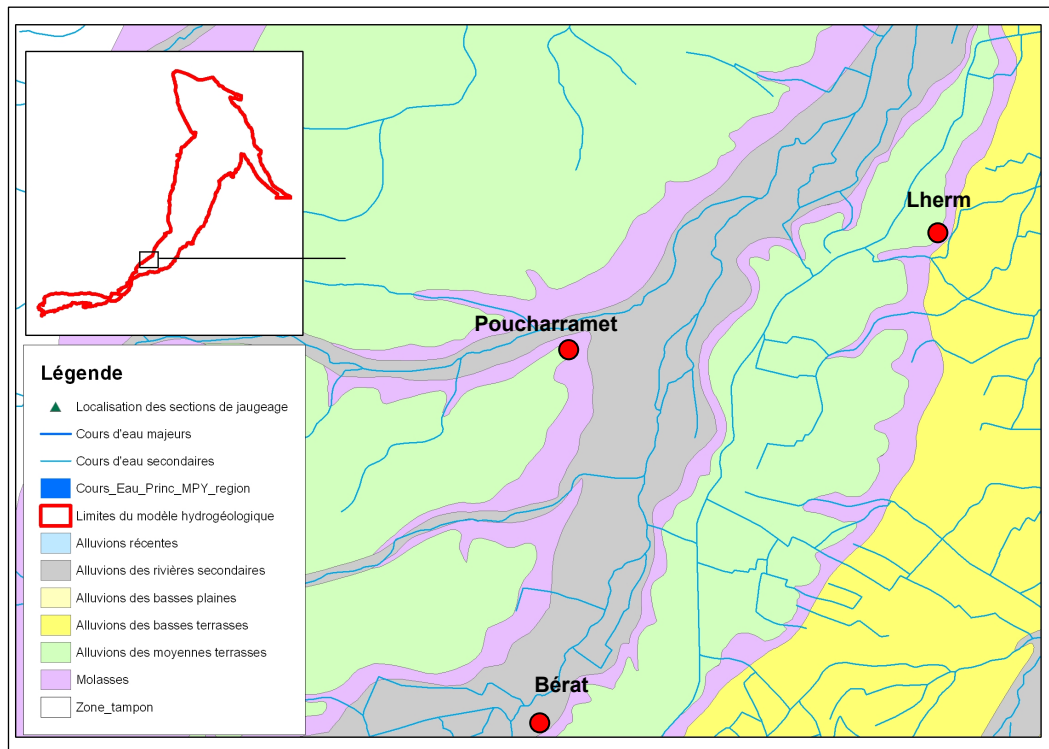 Lherm
Poucharramet
Bérat
Légende
Localisation des sections de jaugeage
Cours d'eau majeurs
Cours d'eau secondaires
Cours_Eau_Princ_MPY_region
Limites du modèle hydrogéologique
Alluvions récentes
Alluvions des rivières secondaires
Alluvions des basses plaines
Alluvions des basses terrasses
Alluvions des moyennes terrasses
Molasses
Zone_tampon